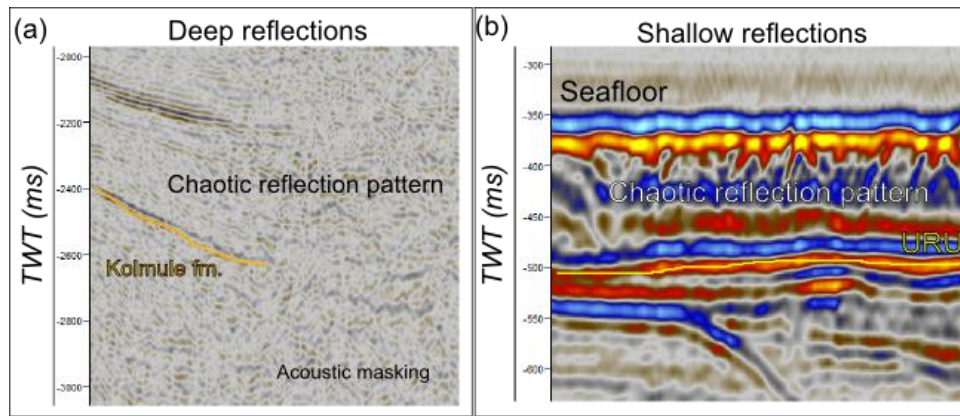 (a)
Deep reflections
-2000
-2200
-2400
-2600
-2800
-3000
TWT (ms)
Chaotic reflection pattern
Kolmule fm.
Acoustic masking
(b)
Shallow reflections
-300
-350
-400
-450
-500
-550
-600
TWT (ms)
Seafloor
Chaotic reflection pattern
URU